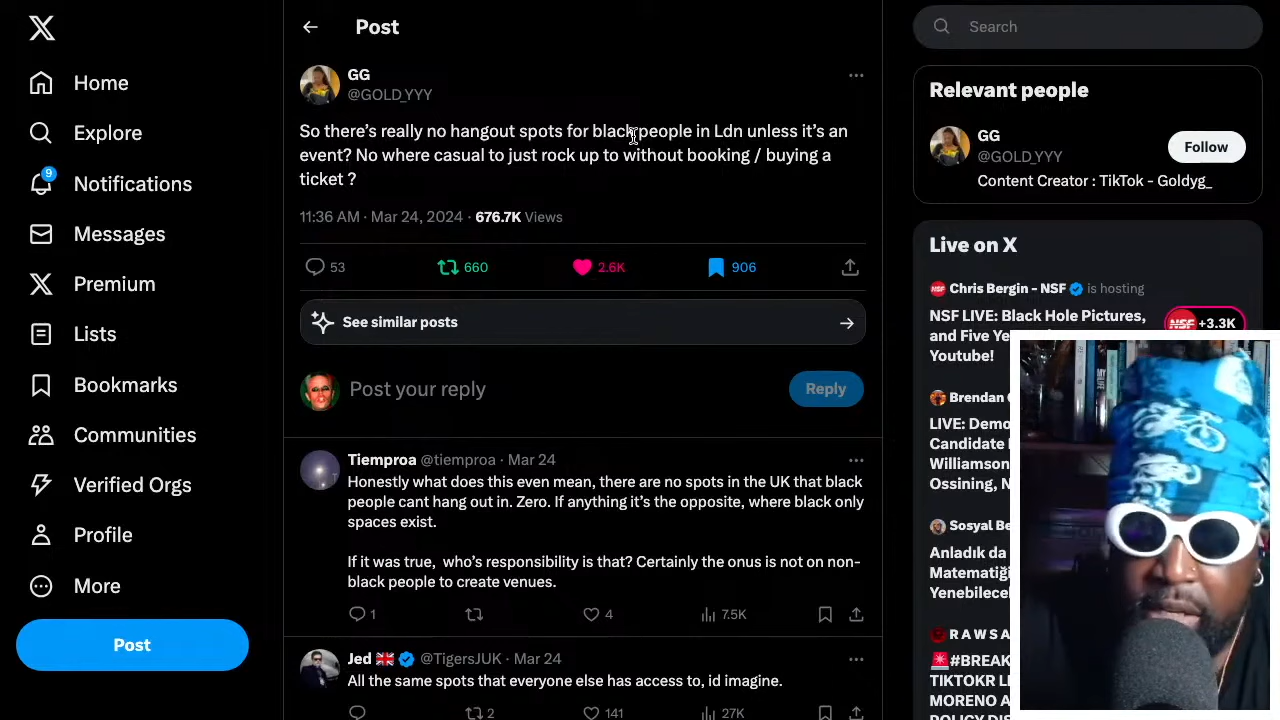 Post
Search
Home
Explore
9
Notifications
Messages
Premium
Lists
Bookmarks
Communities
Verified Orgs
Profile
More
Post
GG
@GOLD_YYY
So there's really no hangout spots for black people in Ldn unless it's an
event? No where casual to just rock up to without booking / buying a
ticket ?
11:36 AM · Mar 24, 2024 · 676.7K Views
53 660 2.6K 906
See similar posts
Post your reply
Reply
Tiemproa @tiemproa · Mar 24
Honestly what does this even mean, there are no spots in the UK that black
people cant hang out in. Zero. If anything it's the opposite, where black only
spaces exist.
If it was true, who's responsibility is that? Certainly the onus is not on non-
black people to create venues.
1 4 7.5K
Jed @TigersJUK · Mar 24
All the same spots that everyone else has access to, id imagine.
2 141 27K
Relevant people
GG
@GOLD_YYY
Follow
Content Creator : TikTok - Goldyg_
Live on X
Chris Bergin - NSF is hosting
NSF LIVE: Black Hole Pictures,
and Five Ye
Youtube!
NSF +3.3K
Brendan
LIVE: Demo
Candidate
Williamson
Ossining, N
Sosyal Be
Anladık da
Matematiği
Yenebilece
R A W S A
#BREAK
TIKTOKR LI
MORENO A
POLICY DIS
MY LIFE